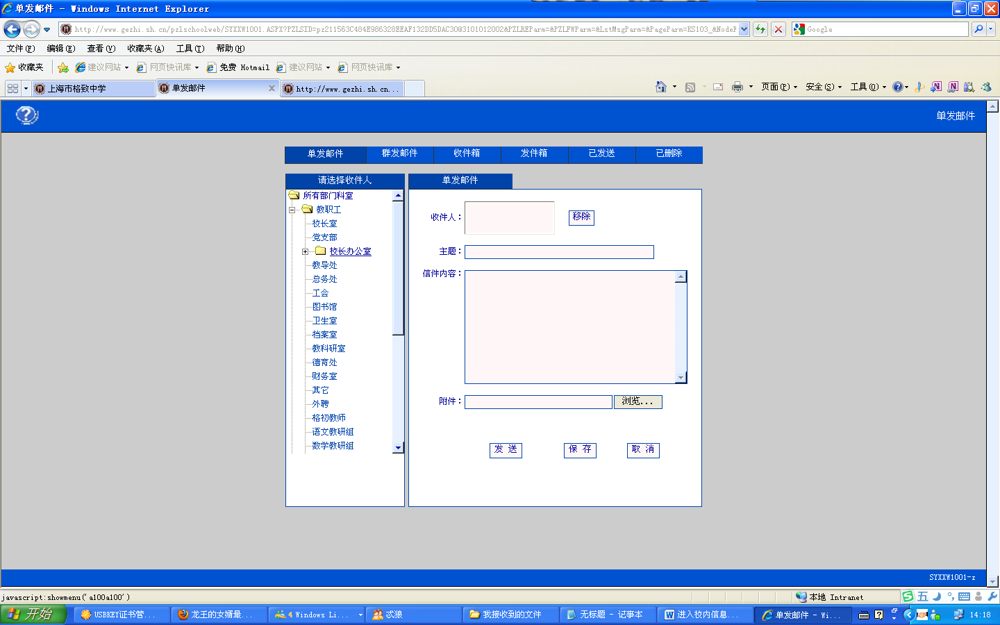 单发邮件 - Windows Internet Explorer
http://www.gezhi.sh.cn/pzlschoolweb/SYXXW1001.ASPX?PZLSID=pz211563C484E986328EEAF132DD5DAC30@3101012002&PZLREParm=&PZLFWParm=&LstMsgParm=&PageParm=KS103_&NodeF
Google
文件(F) 编辑(E) 查看(V) 收藏夹(A) 工具(T) 帮助(H)
收藏夹 建议网站 网页快讯库 免费 Hotmail 建议网站 网页快讯库
上海市格致中学 单发邮件 http://www.gezhi.sh.cn... 页面(P) 安全(S) 工具(O)
单发邮件
单发邮件 群发邮件 收件箱 发件箱 已发送 已删除
请选择收件人
所有部门科室
教职工
校长室
党支部
校长办公室
教导处
总务处
工会
图书馆
卫生室
档案室
教科研室
德育处
财务室
其它
外聘
格初教师
语文教研组
数学教研组
单发邮件
收件人: 移除
主题:
信件内容:
附件: 浏览...
发 送 保 存 取 消
SYXXW1001-z
javascript:showmenu('a100a100') 本地 Intranet 五
开始 USBKEY证书管... 龙王的女婿最... 4 Windows Li... 忒狼 我接收到的文件 无标题 - 记事本 进入校内信息... 单发邮件 - Wi... 14:18